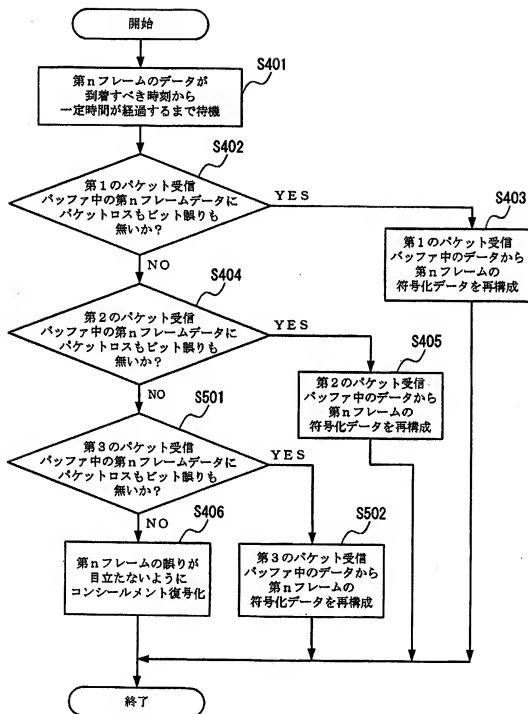 開始
S401
第nフレームのデータが
到着すべき時刻から
一定時間が経過するまで待機
S402
第1のパケット受信
バッファ中の第nフレームデータに
パケットロスもビット誤りも
無いか?
YES
S403
第1のパケット受信
バッファ中のデータから
第nフレームの
符号化データを再構成
NO
S404
第2のパケット受信
バッファ中の第nフレームデータに
パケットロスもビット誤りも
無いか?
YES
S405
第2のパケット受信
バッファ中のデータから
第nフレームの
符号化データを再構成
NO
S501
第3のパケット受信
バッファ中の第nフレームデータに
パケットロスもビット誤りも
無いか?
YES
S502
第3のパケット受信
バッファ中のデータから
第nフレームの
符号化データを再構成
NO
S406
第nフレームの誤りが
目立たないように
コンシールメント復号化
終了